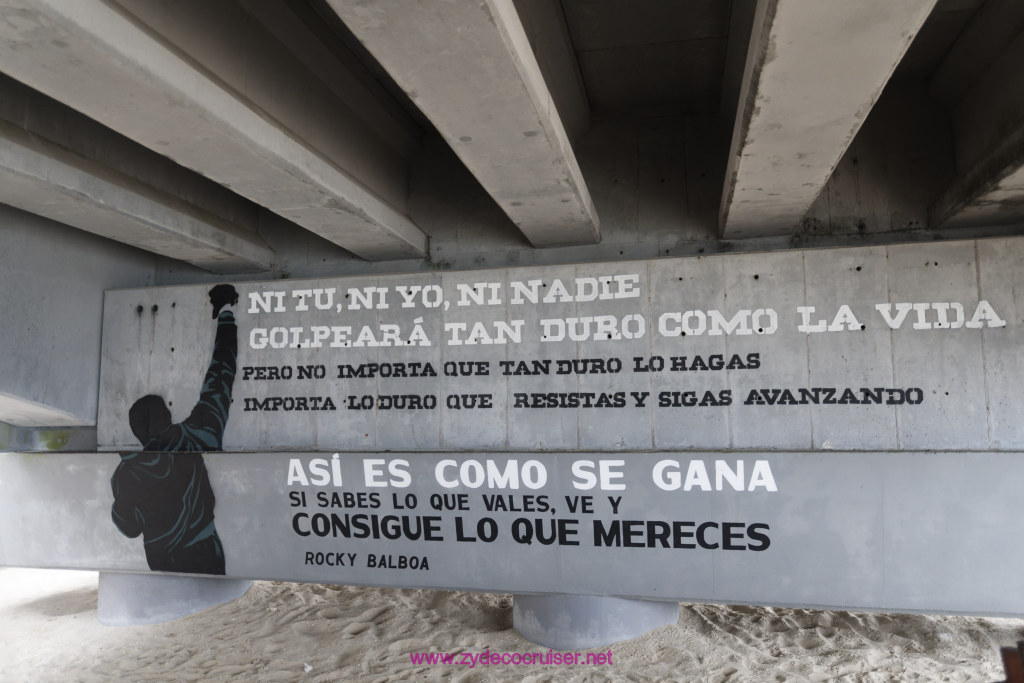 NI TU, NI YO, NI NADIE
GOLPEARÁ TAN DURO COMO LA VIDA
PERO NO IMPORTA QUE TAN DURO LO HAGAS
IMPORTA LO DURO QUE RESISTAS Y SIGAS AVANZANDO
ASÍ ES COMO SE GANA
SI SABES LO QUE VALES, VE Y
CONSIGUE LO QUE MERECES
ROCKY BALBOA
www.zydecocruiser.net